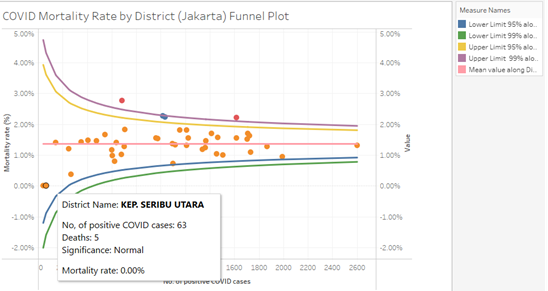 COVID Mortality Rate by District (Jakarta) Funnel Plot
Measure Names
Lower Limit 95% alo..
Lower Limit 99% alo..
Upper Limit 95% alo..
Upper Limit  99% alo..
Mean value along Di..
5.00% 5.00%
4.00% 4.00%
3.00% 3.00%
2.00% 2.00%
1.00% 1.00%
0.00% 0.00%
-1.00% -1.00%
-2.00% -2.00%
Mortality rate (%)
Value
District Name: KEP. SERIBU UTARA
No, of positive COVID cases: 63
Deaths: 5
Significance: Normal
Mortality rate: 0.00%
0 1600 1800 2000 2200 2400 2600
No. of positive COVID cases